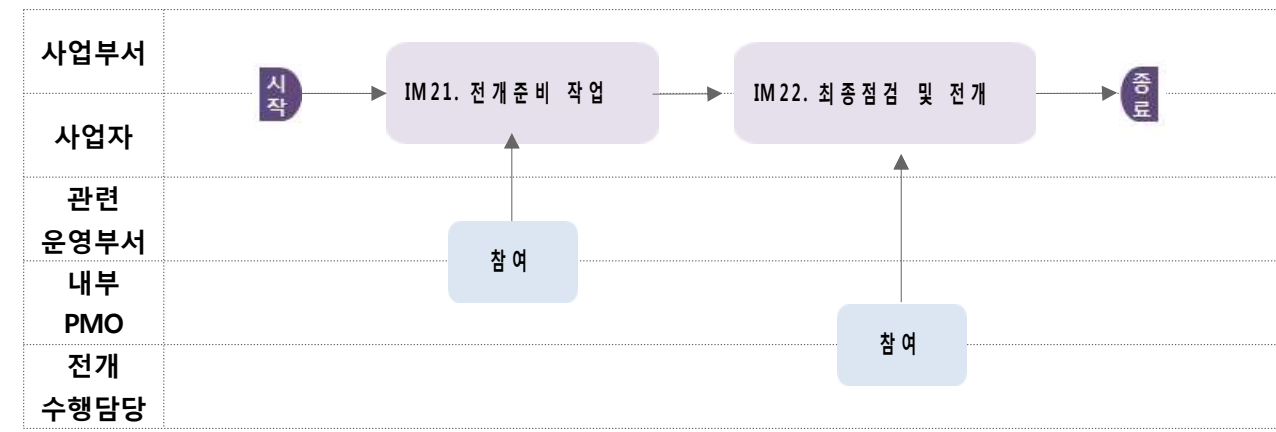 사업부서
시
작
IM21. 전개준비 작업
IM22. 최종점검 및 전개
종
료
사업자
관련
운영부서
참여
내부
PMO
참여
전개
수행담당